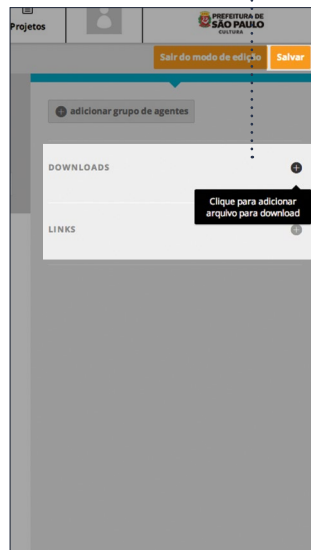 Projetos
PREFEITURA DE
SÃO PAULO
CULTURA
Sair do modo de edição
Salvar
adicionar grupo de agentes
DOWNLOADS
Clique para adicionar
arquivo para download
LINKS